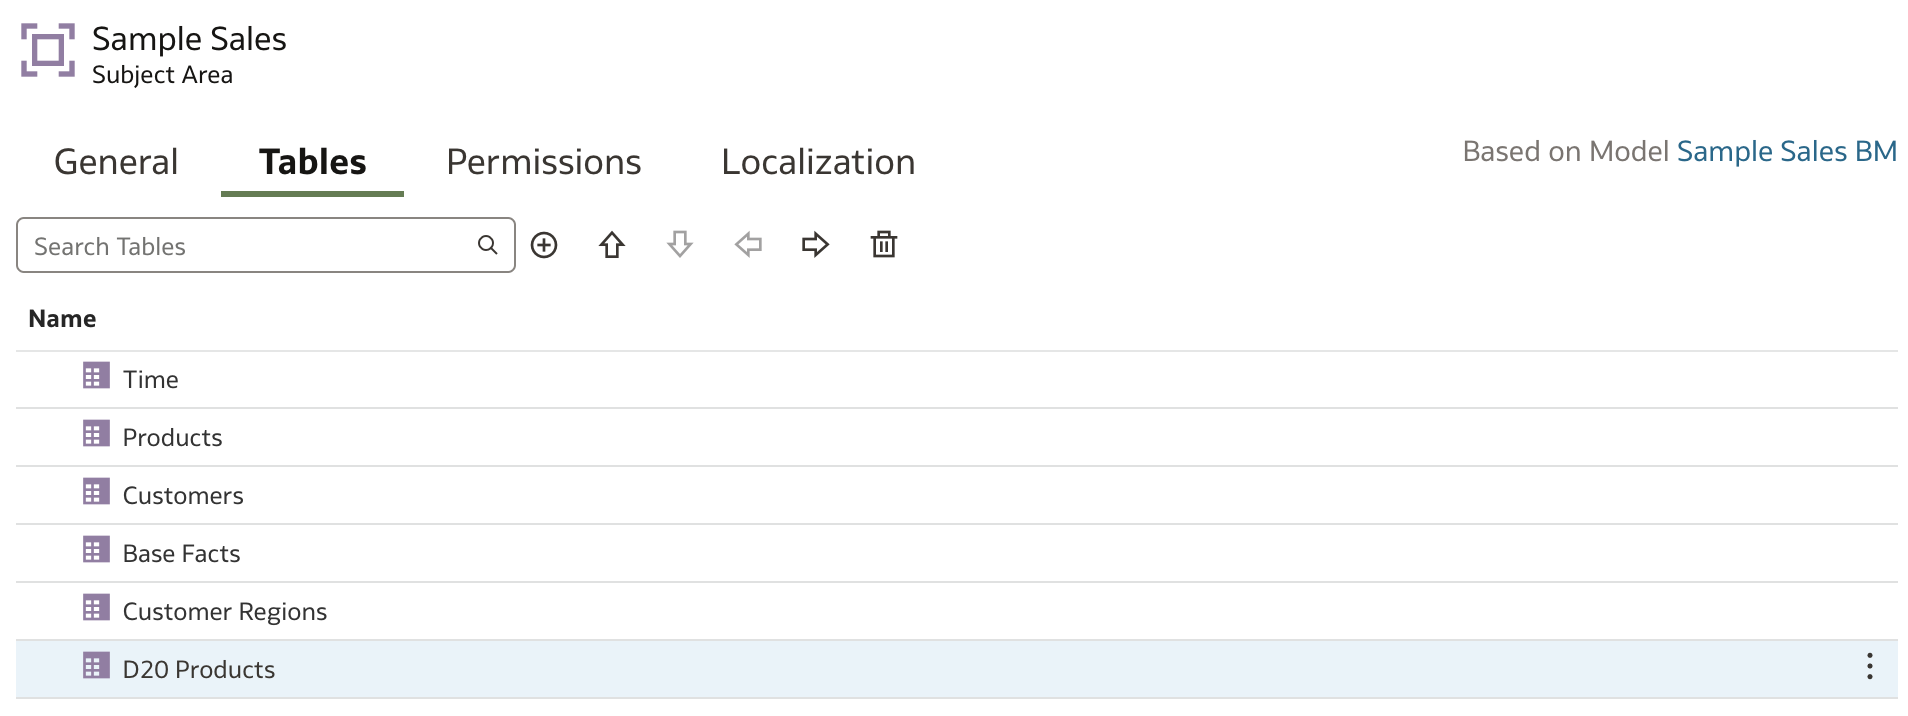 Sample Sales
Subject Area
General Tables Permissions Localization
Based on Model Sample Sales BM
Search Tables
Name
Time
Products
Customers
Base Facts
Customer Regions
D20 Products